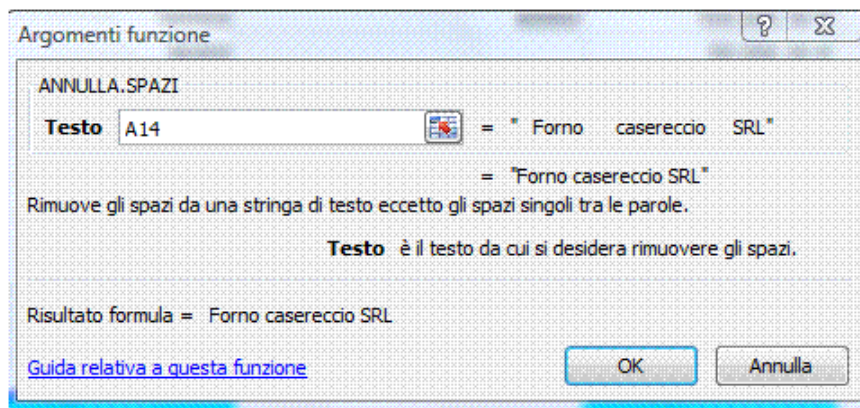 Argomenti funzione
ANNULLA.SPAZI
Testo A14 = " Forno casereccio SRL"
= "Forno casereccio SRL"
Rimuove gli spazi da una stringa di testo eccetto gli spazi singoli tra le parole.
Testo è il testo da cui si desidera rimuovere gli spazi.
Risultato formula = Forno casereccio SRL
Guida relativa a questa funzione OK Annulla